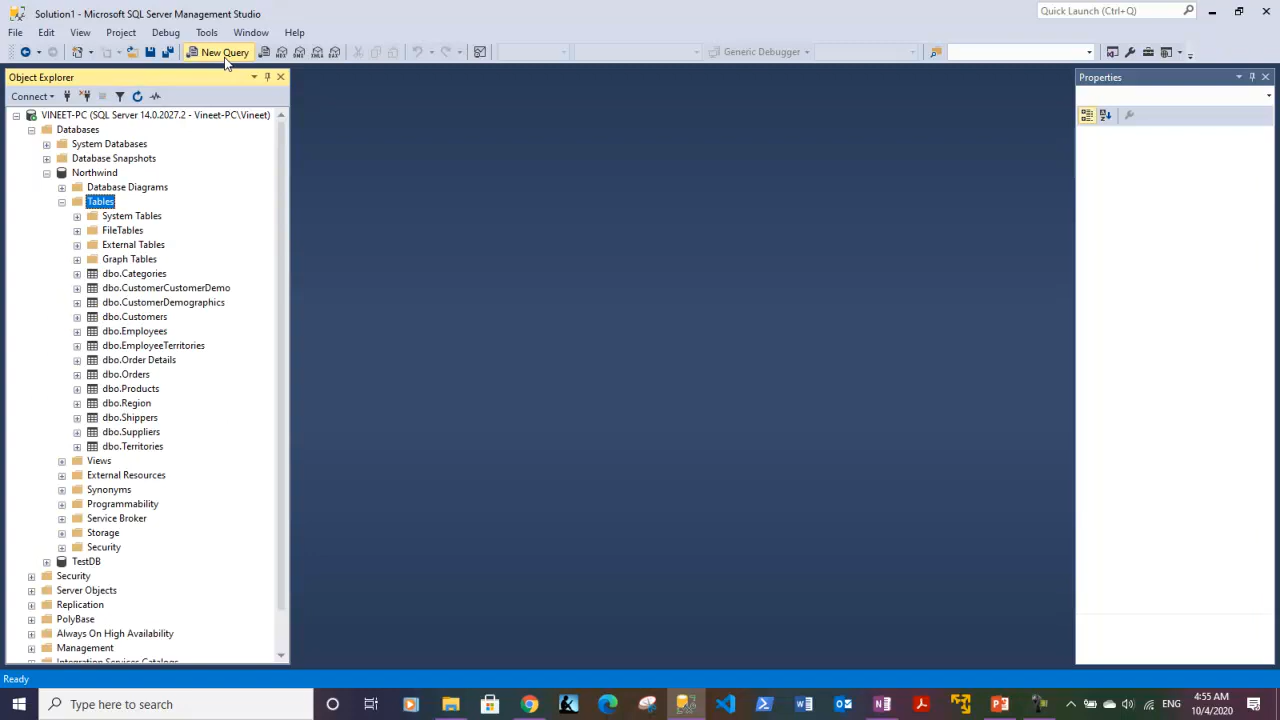 Solution1 - Microsoft SQL Server Management Studio
Quick Launch (Ctrl+Q)
File Edit View Project Debug Tools Window Help
New Query
Generic Debugger
Object Explorer
Properties
Connect
VINEET-PC (SQL Server 14.0.2027.2 - Vineet-PC\Vineet)
Databases
System Databases
Database Snapshots
Northwind
Database Diagrams
Tables
System Tables
FileTables
External Tables
Graph Tables
dbo.Categories
dbo.CustomerCustomerDemo
dbo.CustomerDemographics
dbo.Customers
dbo.Employees
dbo.EmployeeTerritories
dbo.Order Details
dbo.Orders
dbo.Products
dbo.Region
dbo.Shippers
dbo.Suppliers
dbo.Territories
Views
External Resources
Synonyms
Programmability
Service Broker
Storage
Security
TestDB
Security
Server Objects
Replication
PolyBase
Always On High Availability
Management
Integration Services Catalogs
Ready
Type here to search
ENG
4:55 AM
10/4/2020